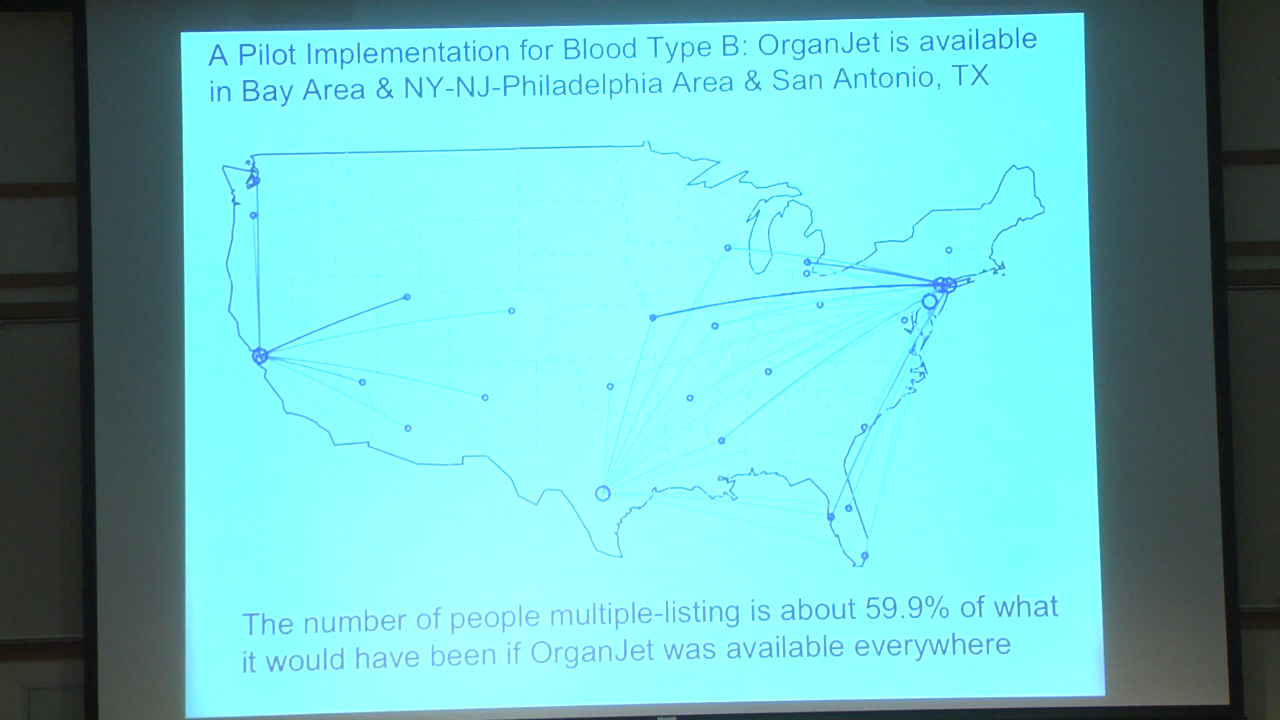 A Pilot Implementation for Blood Type B: OrganJet is available
in Bay Area & NY-NJ-Philadelphia Area & San Antonio, TX
The number of people multiple-listing is about 59.9% of what
it would have been if OrganJet was available everywhere